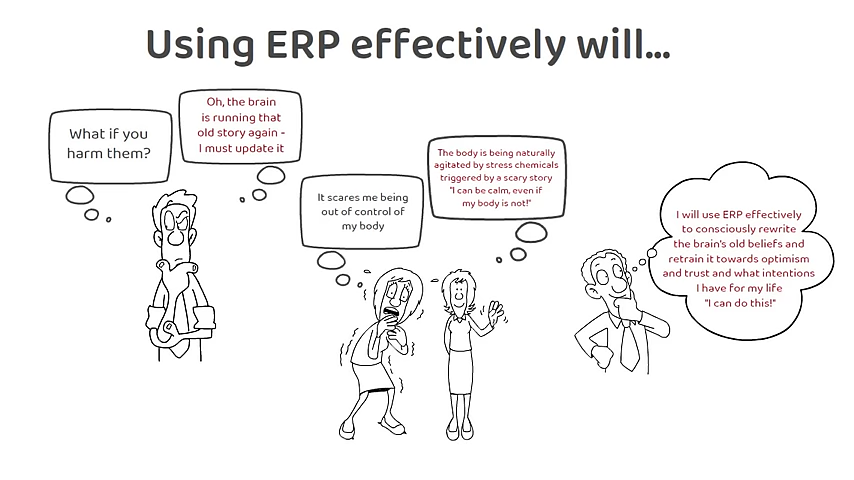 Using ERP effectively will...
What if you
harm them?
Oh, the brain
is running that
old story again -
I must update it
It scares me being
out of control of
my body
The body is being naturally
agitated by stress chemicals
triggered by a scary story
"I can be calm, even if
my body is not!"
I will use ERP effectively
to consciously rewrite
the brain's old beliefs and
retrain it towards optimism
and trust and what intentions
I have for my life
"I can do this!"